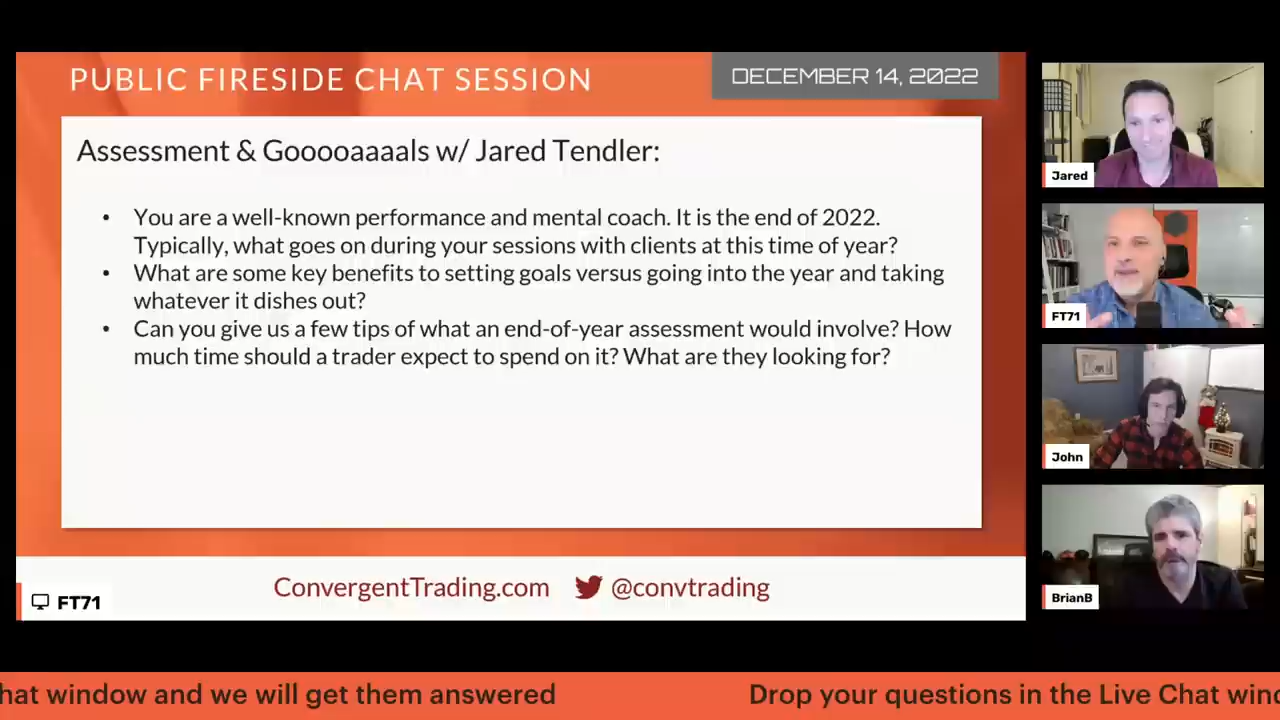 PUBLIC FIRESIDE CHAT SESSION
DECEMBER 14, 2022
Assessment & Gooooaaaals w/ Jared Tendler:
• You are a well-known performance and mental coach. It is the end of 2022.
Typically, what goes on during your sessions with clients at this time of year?
• What are some key benefits to setting goals versus going into the year and taking
whatever it dishes out?
• Can you give us a few tips of what an end-of-year assessment would involve? How
much time should a trader expect to spend on it? What are they looking for?
ConvergentTrading.com @convtrading
FT71
Jared
FT71
John
BrianB
hat window and we will get them answered Drop your questions in the Live Chat wind